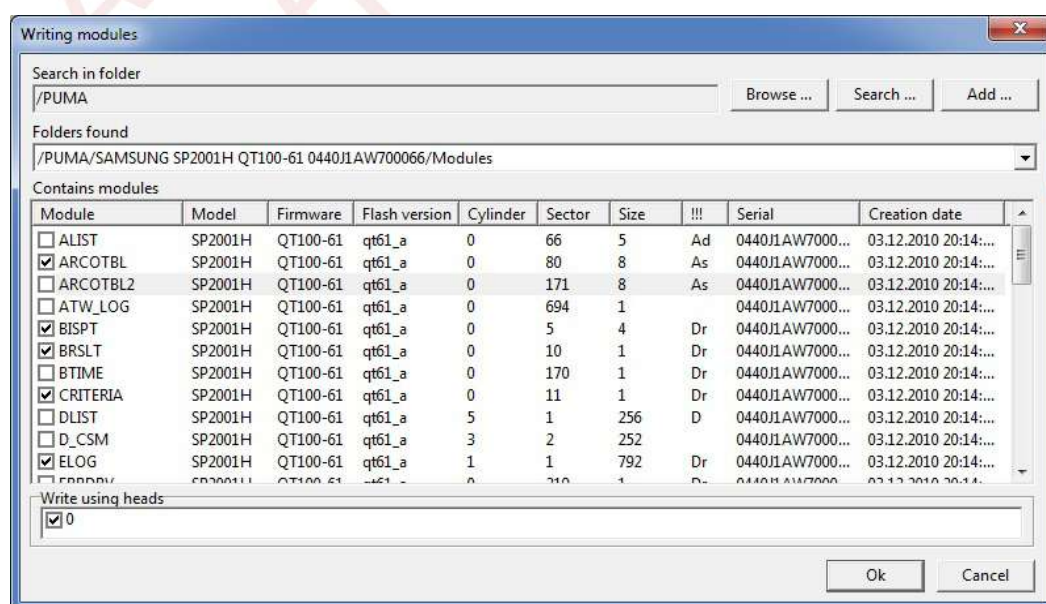 Writing modules
Search in folder
/PUMA Browse ... Search ... Add ...
Folders found
/PUMA/SAMSUNG SP2001H QT100-61 0440J1AW700066/Modules
Contains modules
Module Model Firmware Flash version Cylinder Sector Size !!! Serial Creation date
ALIST SP2001H QT100-61 qt61_a 0 66 5 Ad 0440J1AW7000... 03.12.2010 20:14:...
ARCOTBL SP2001H QT100-61 qt61_a 0 80 8 As 0440J1AW7000... 03.12.2010 20:14:...
ARCOTBL2 SP2001H QT100-61 qt61_a 0 171 8 As 0440J1AW7000... 03.12.2010 20:14:...
ATW_LOG SP2001H QT100-61 qt61_a 0 694 1 0440J1AW7000... 03.12.2010 20:14:...
BISPT SP2001H QT100-61 qt61_a 0 5 4 Dr 0440J1AW7000... 03.12.2010 20:14:...
BRSLT SP2001H QT100-61 qt61_a 0 10 1 Dr 0440J1AW7000... 03.12.2010 20:14:...
BTIME SP2001H QT100-61 qt61_a 0 170 1 Dr 0440J1AW7000... 03.12.2010 20:14:...
CRITERIA SP2001H QT100-61 qt61_a 0 11 1 Dr 0440J1AW7000... 03.12.2010 20:14:...
DLIST SP2001H QT100-61 qt61_a 5 1 256 D 0440J1AW7000... 03.12.2010 20:14:...
D_CSM SP2001H QT100-61 qt61_a 3 2 252 0440J1AW7000... 03.12.2010 20:14:...
ELOG SP2001H QT100-61 qt61_a 1 1 792 Dr 0440J1AW7000... 03.12.2010 20:14:...
Write using heads
0
Ok Cancel